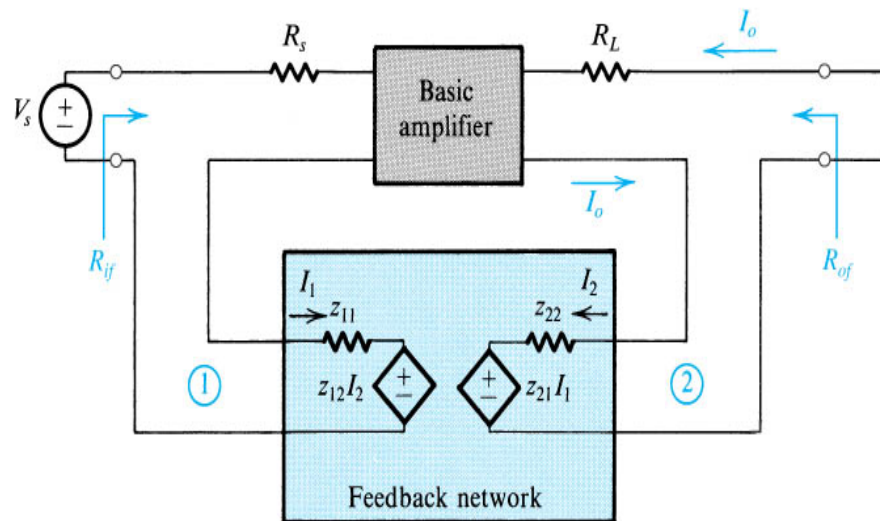 R_s
R_L
I_o
V_s
+
−
Basic
amplifier
I_o
R_if
R_of
I_1
z_11
z_22
I_2
1
z_12I_2
+
−
+
−
z_21I_1
2
Feedback network